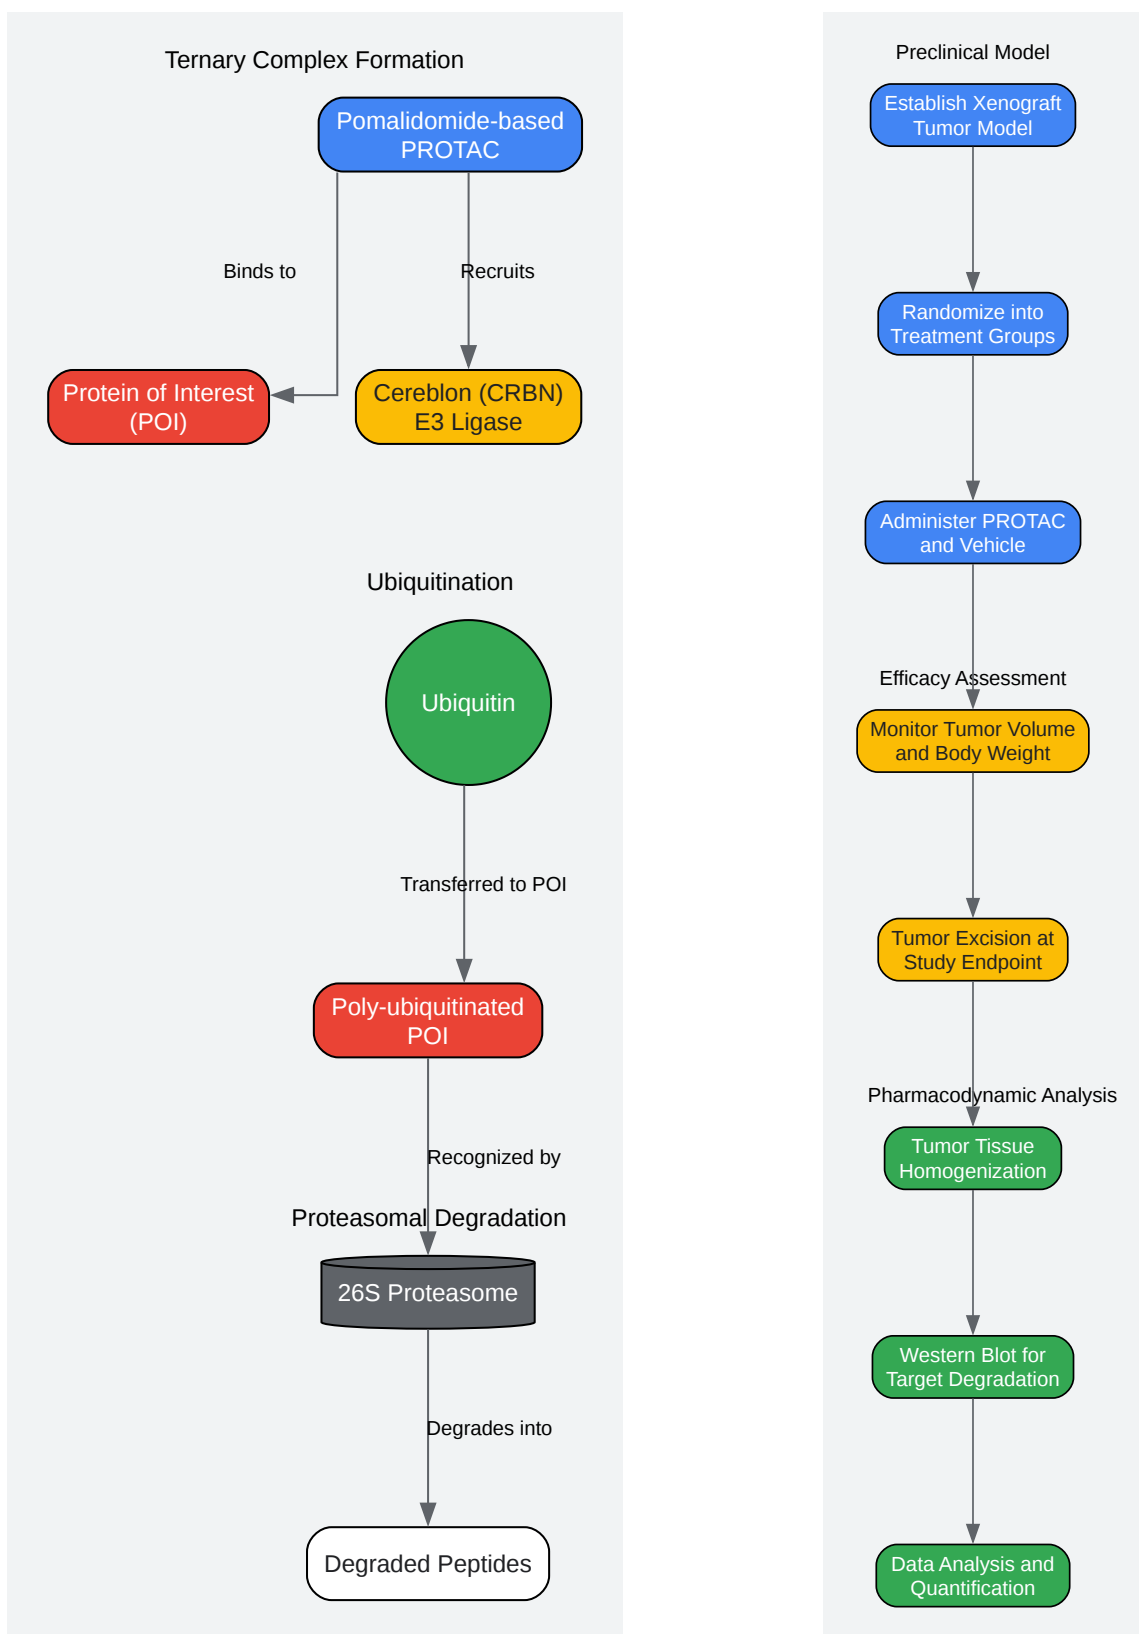 Ternary Complex Formation
Pomalidomide-based
PROTAC
Binds to
Recruits
Protein of Interest
(POI)
Cereblon (CRBN)
E3 Ligase
Ubiquitination
Ubiquitin
Transferred to POI
Poly-ubiquitinated
POI
Recognized by
Proteasomal Degradation
26S Proteasome
Degrades into
Degraded Peptides
Preclinical Model
Establish Xenograft
Tumor Model
Randomize into
Treatment Groups
Administer PROTAC
and Vehicle
Efficacy Assessment
Monitor Tumor Volume
and Body Weight
Tumor Excision at
Study Endpoint
Pharmacodynamic Analysis
Tumor Tissue
Homogenization
Western Blot for
Target Degradation
Data Analysis and
Quantification